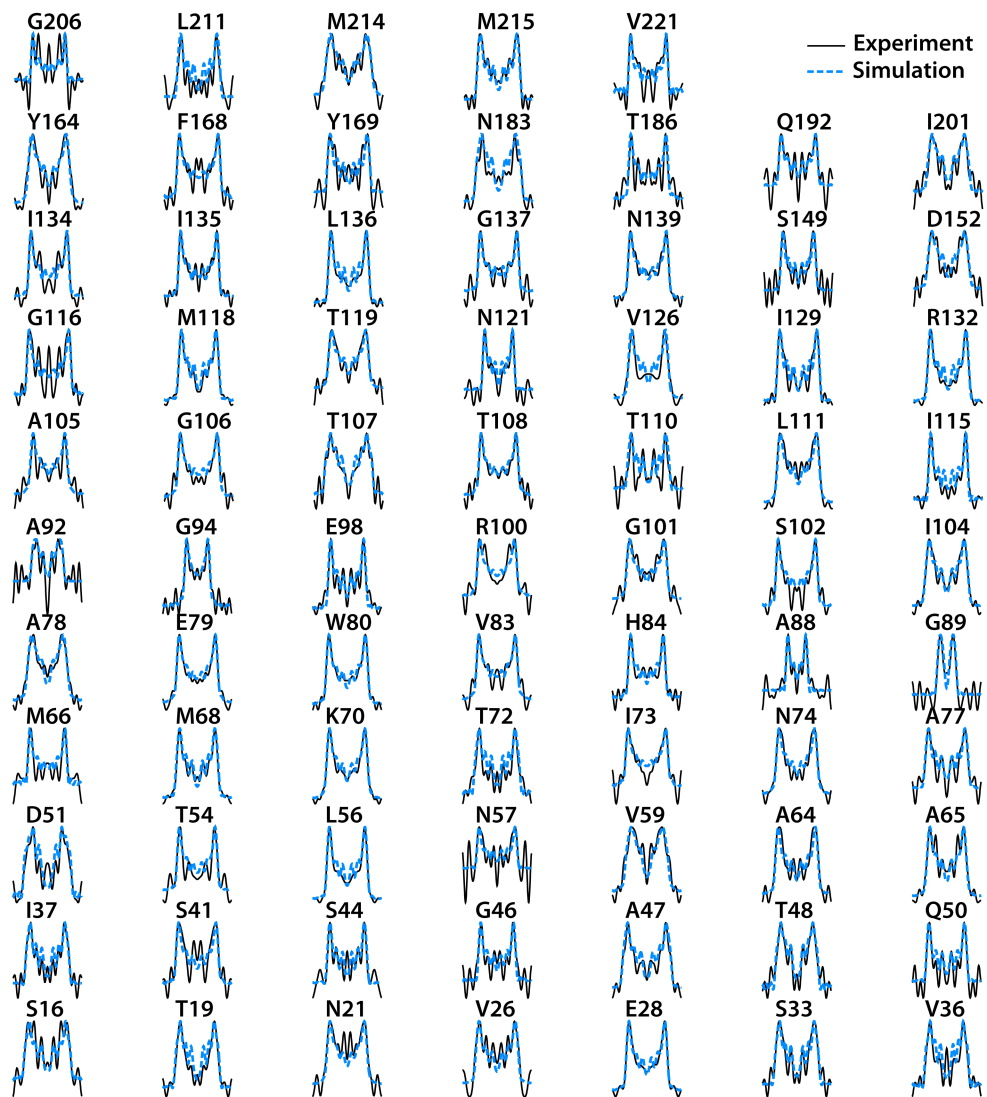 G206 L211 M214 M215 V221
Experiment
Simulation
Y164 F168 Y169 N183 T186 Q192 I201
I134 I135 L136 G137 N139 S149 D152
G116 M118 T119 N121 V126 I129 R132
A105 G106 T107 T108 T110 L111 I115
A92 G94 E98 R100 G101 S102 I104
A78 E79 W80 V83 H84 A88 G89
M66 M68 K70 T72 I73 N74 A77
D51 T54 L56 N57 V59 A64 A65
I37 S41 S44 G46 A47 T48 Q50
S16 T19 N21 V26 E28 S33 V36